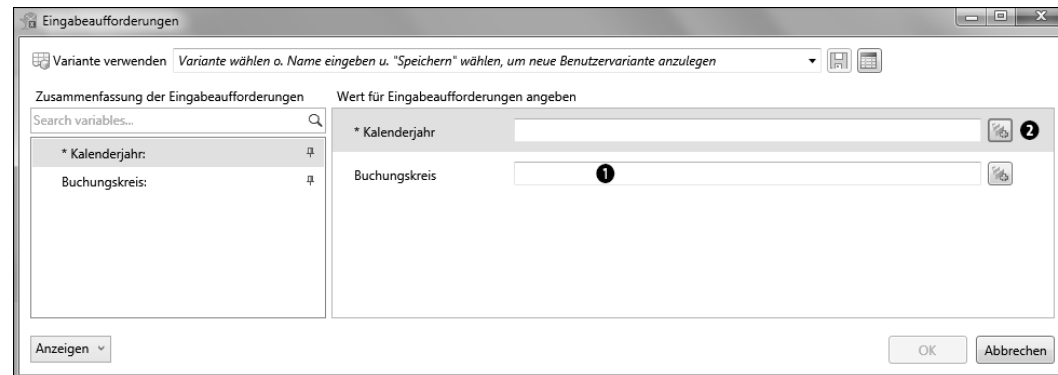 Eingabeaufforderungen
Variante verwenden Variante wählen o. Name eingeben u. "Speichern" wählen, um neue Benutzervariante anzulegen
Zusammenfassung der Eingabeaufforderungen
Search variables...
* Kalenderjahr:
Buchungskreis:
Wert für Eingabeaufforderungen angeben
* Kalenderjahr
2
Buchungskreis
1
Anzeigen
OK
Abbrechen